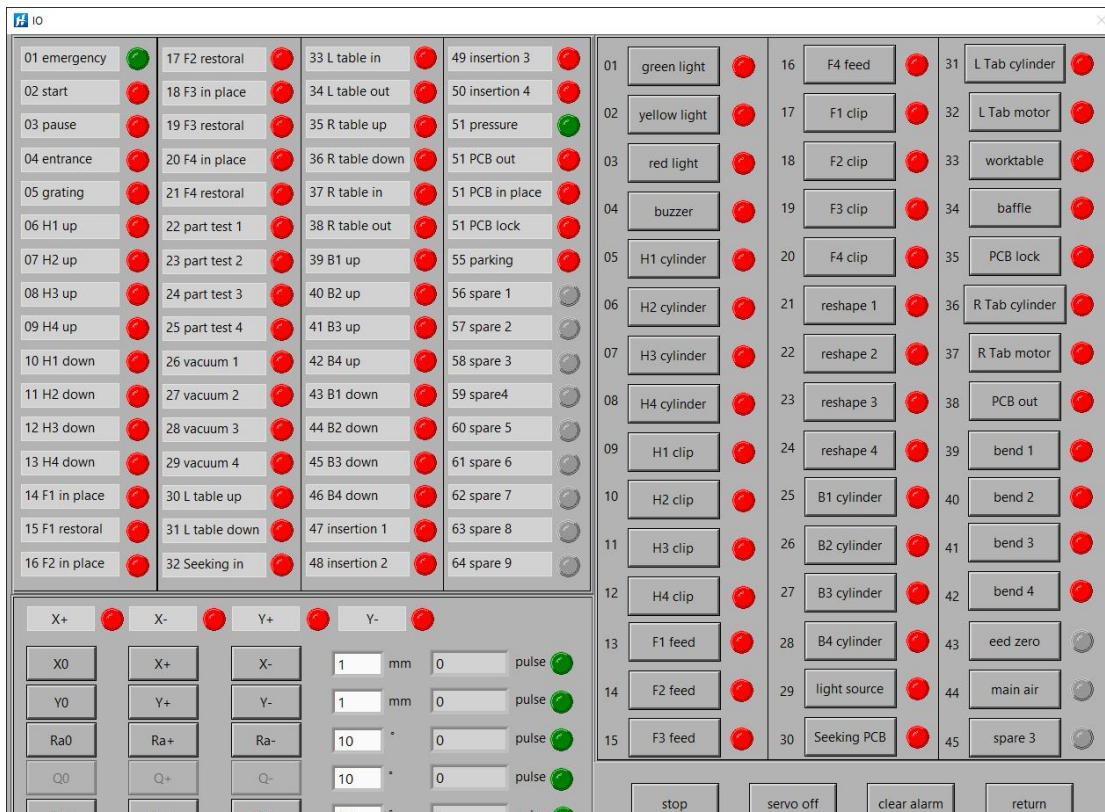 IO
01 emergency
02 start
03 pause
04 entrance
05 grating
06 H1 up
07 H2 up
08 H3 up
09 H4 up
10 H1 down
11 H2 down
12 H3 down
13 H4 down
14 F1 in place
15 F1 restoral
16 F2 in place
17 F2 restoral
18 F3 in place
19 F3 restoral
20 F4 in place
21 F4 restoral
22 part test 1
23 part test 2
24 part test 3
25 part test 4
26 vacuum 1
27 vacuum 2
28 vacuum 3
29 vacuum 4
30 L table up
31 L table down
32 Seeking in
33 L table in
34 L table out
35 R table up
36 R table down
37 R table in
38 R table out
39 B1 up
40 B2 up
41 B3 up
42 B4 up
43 B1 down
44 B2 down
45 B3 down
46 B4 down
47 insertion 1
48 insertion 2
49 insertion 3
50 insertion 4
51 pressure
51 PCB out
51 PCB in place
51 PCB lock
55 parking
56 spare 1
57 spare 2
58 spare 3
59 spare4
60 spare 5
61 spare 6
62 spare 7
63 spare 8
64 spare 9
X+ X- Y+ Y-
X0 X+ X- 1 mm 0 pulse
Y0 Y+ Y- 1 mm 0 pulse
Ra0 Ra+ Ra- 10 ° 0 pulse
Q0 Q+ Q- 10 ° 0 pulse
01 green light
02 yellow light
03 red light
04 buzzer
05 H1 cylinder
06 H2 cylinder
07 H3 cylinder
08 H4 cylinder
09 H1 clip
10 H2 clip
11 H3 clip
12 H4 clip
13 F1 feed
14 F2 feed
15 F3 feed
16 F4 feed
17 F1 clip
18 F2 clip
19 F3 clip
20 F4 clip
21 reshape 1
22 reshape 2
23 reshape 3
24 reshape 4
25 B1 cylinder
26 B2 cylinder
27 B3 cylinder
28 B4 cylinder
29 light source
30 Seeking PCB
31 L Tab cylinder
32 L Tab motor
33 worktable
34 baffle
35 PCB lock
36 R Tab cylinder
37 R Tab motor
38 PCB out
39 bend 1
40 bend 2
41 bend 3
42 bend 4
43 eed zero
44 main air
45 spare 3
stop servo off clear alarm return